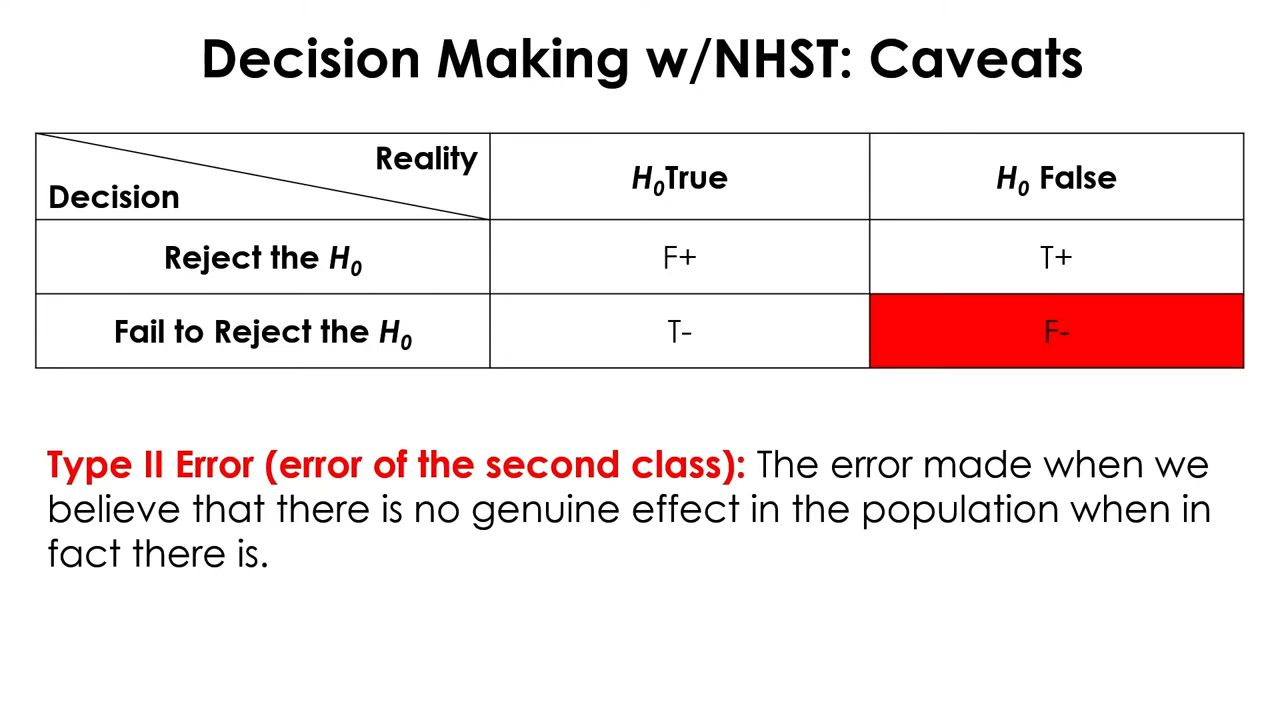 Decision Making w/NHST: Caveats
Reality
Decision
H0True
H0 False
Reject the H0
F+
T+
Fail to Reject the H0
T-
F-
Type II Error (error of the second class): The error made when we
believe that there is no genuine effect in the population when in
fact there is.